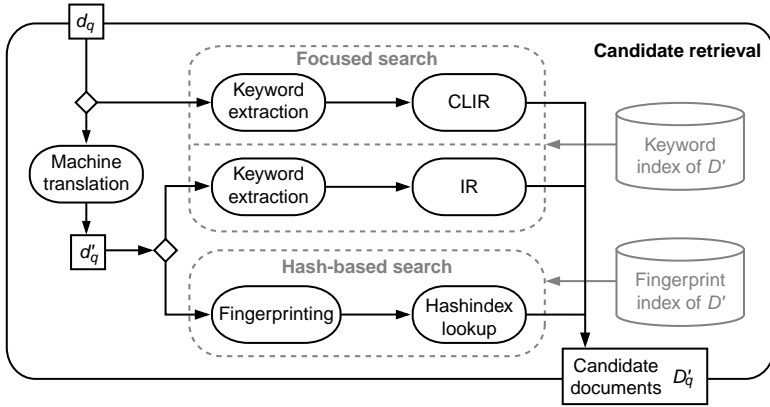 d_q
Candidate retrieval
Focused search
Keyword
extraction
CLIR
Keyword
index of D'
Machine
translation
Keyword
extraction
IR
d'_q
Hash-based search
Fingerprint
index of D'
Fingerprinting
Hashindex
lookup
Candidate
documents D'_q